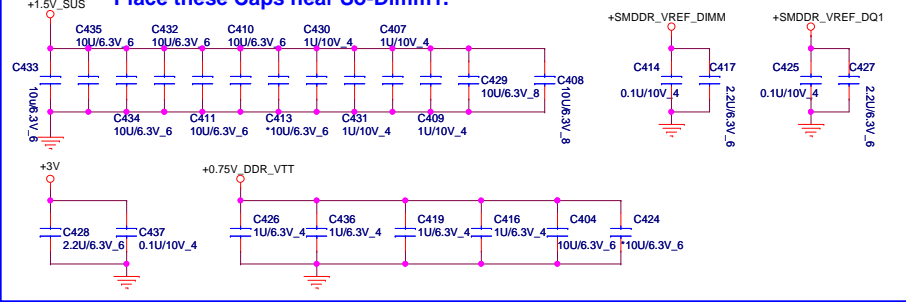 Place these Caps near So-Dimm1.
+1.5V_SUS
C435
10U/6.3V_6
C432
10U/6.3V_6
C410
10U/6.3V_6
C430
1U/10V_4
C407
1U/10V_4
C433
10u6.3V_6
C434
10U/6.3V_6
C411
10U/6.3V_6
C413
*10U/6.3V_6
C431
1U/10V_4
C409
1U/10V_4
C429
10U/6.3V_8
C408
10U/6.3V_8
+SMDDR_VREF_DIMM
C414
0.1U/10V_4
C417
2.2U/6.3V_6
+SMDDR_VREF_DQ1
C425
0.1U/10V_4
C427
2.2U/6.3V_6
+3V
C428
2.2U/6.3V_6
C437
0.1U/10V_4
+0.75V_DDR_VTT
C426
1U/6.3V_4
C436
1U/6.3V_4
C419
1U/6.3V_4
C416
1U/6.3V_4
C404
10U/6.3V_6
C424
*10U/6.3V_6